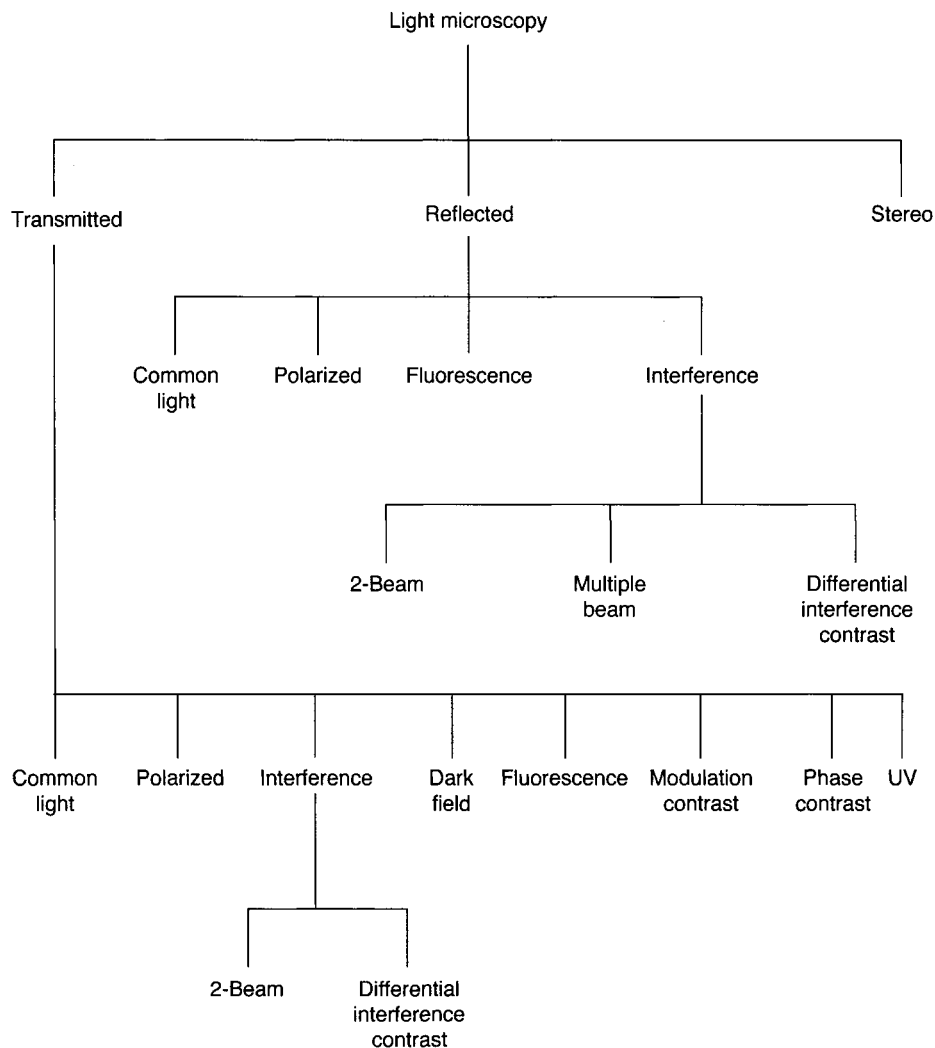 Light microscopy
Transmitted
Reflected
Stereo
Common
light
Polarized
Fluorescence
Interference
2-Beam
Multiple
beam
Differential
interference
contrast
Common
light
Polarized
Interference
Dark
field
Fluorescence
Modulation
contrast
Phase
contrast
UV
2-Beam
Differential
interference
contrast